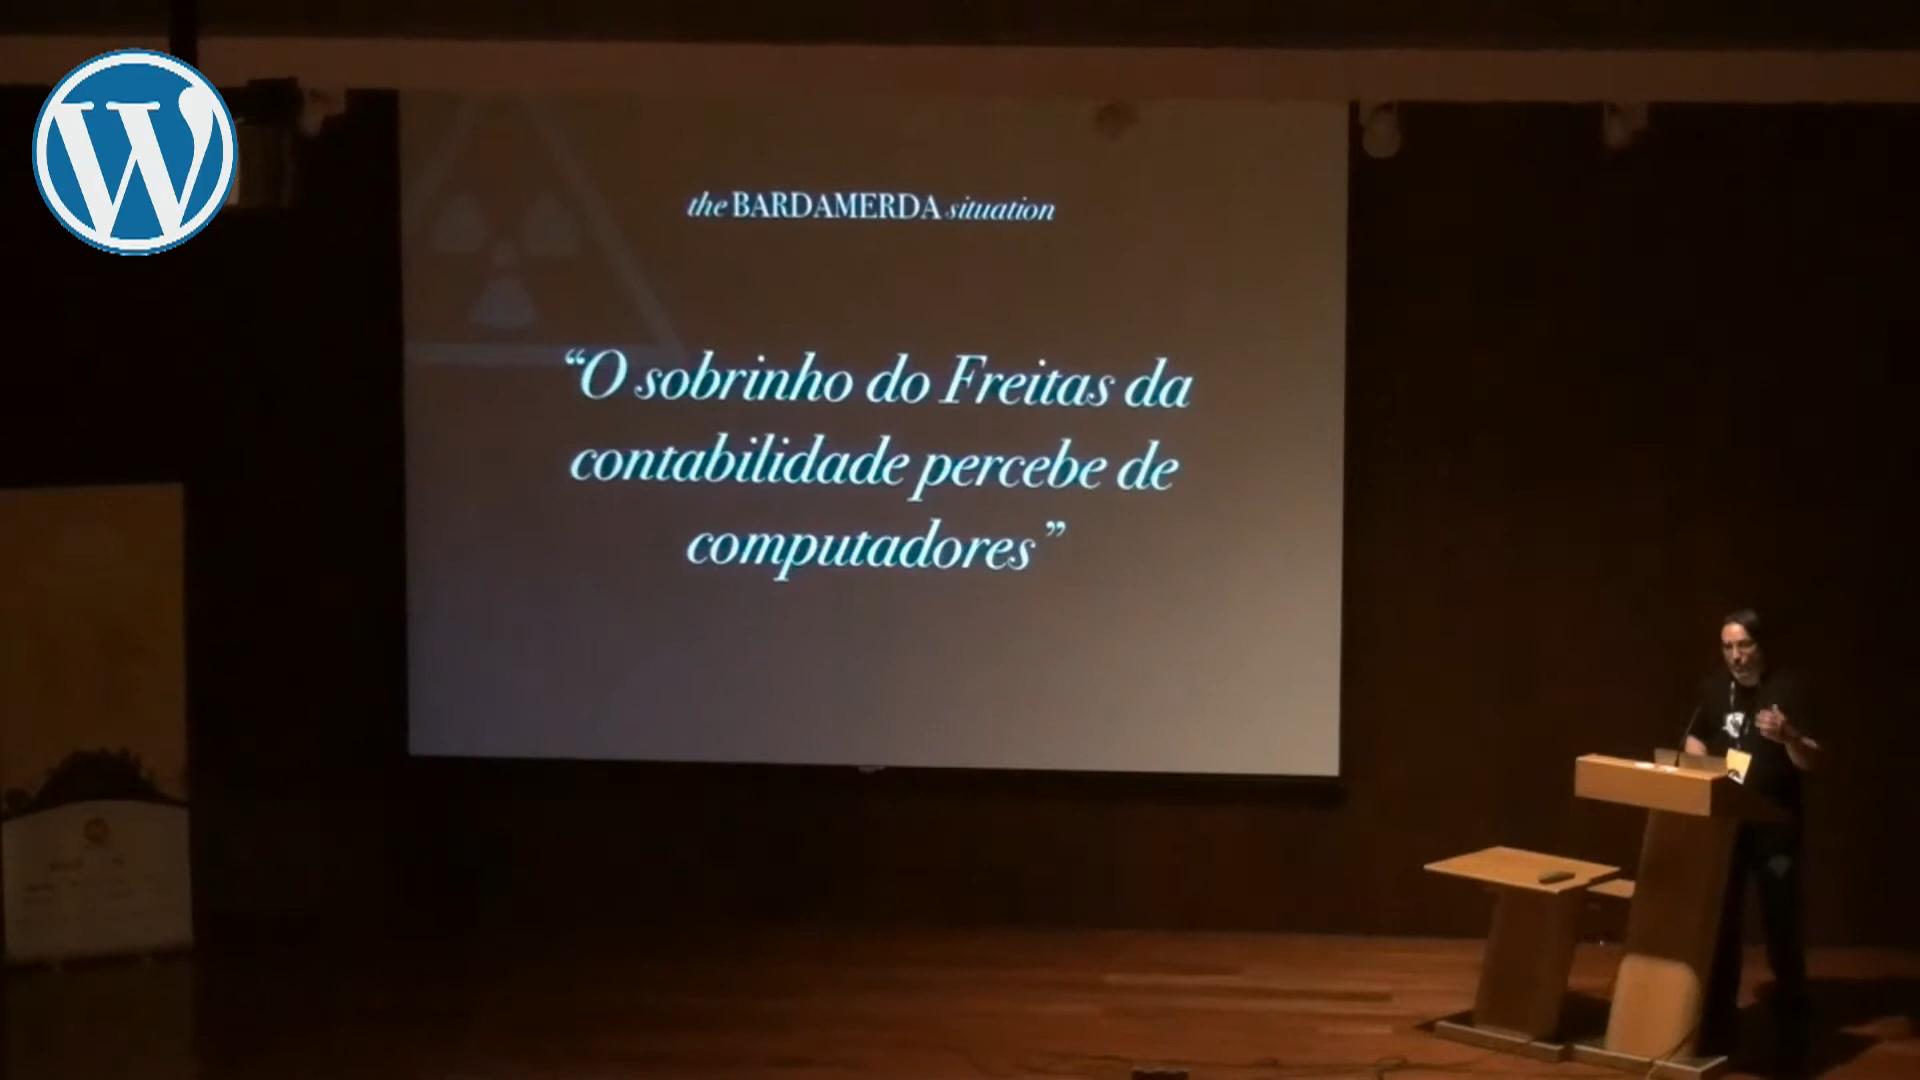 the BARDAMERDA situation
“O sobrinho do Freitas da
contabilidade percebe de
computadores”